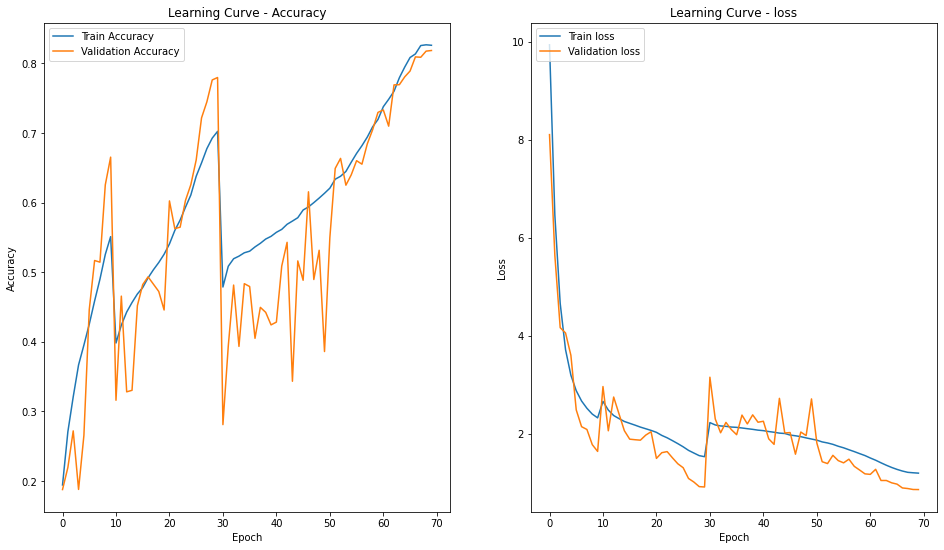 Learning Curve - Accuracy
Train Accuracy
Validation Accuracy
0.8
0.7
0.6
0.5
0.4
0.3
0.2
Accuracy
0 10 20 30 40 50 60 70
Epoch
Learning Curve - loss
Train loss
Validation loss
10
8
6
4
2
Loss
0 10 20 30 40 50 60 70
Epoch